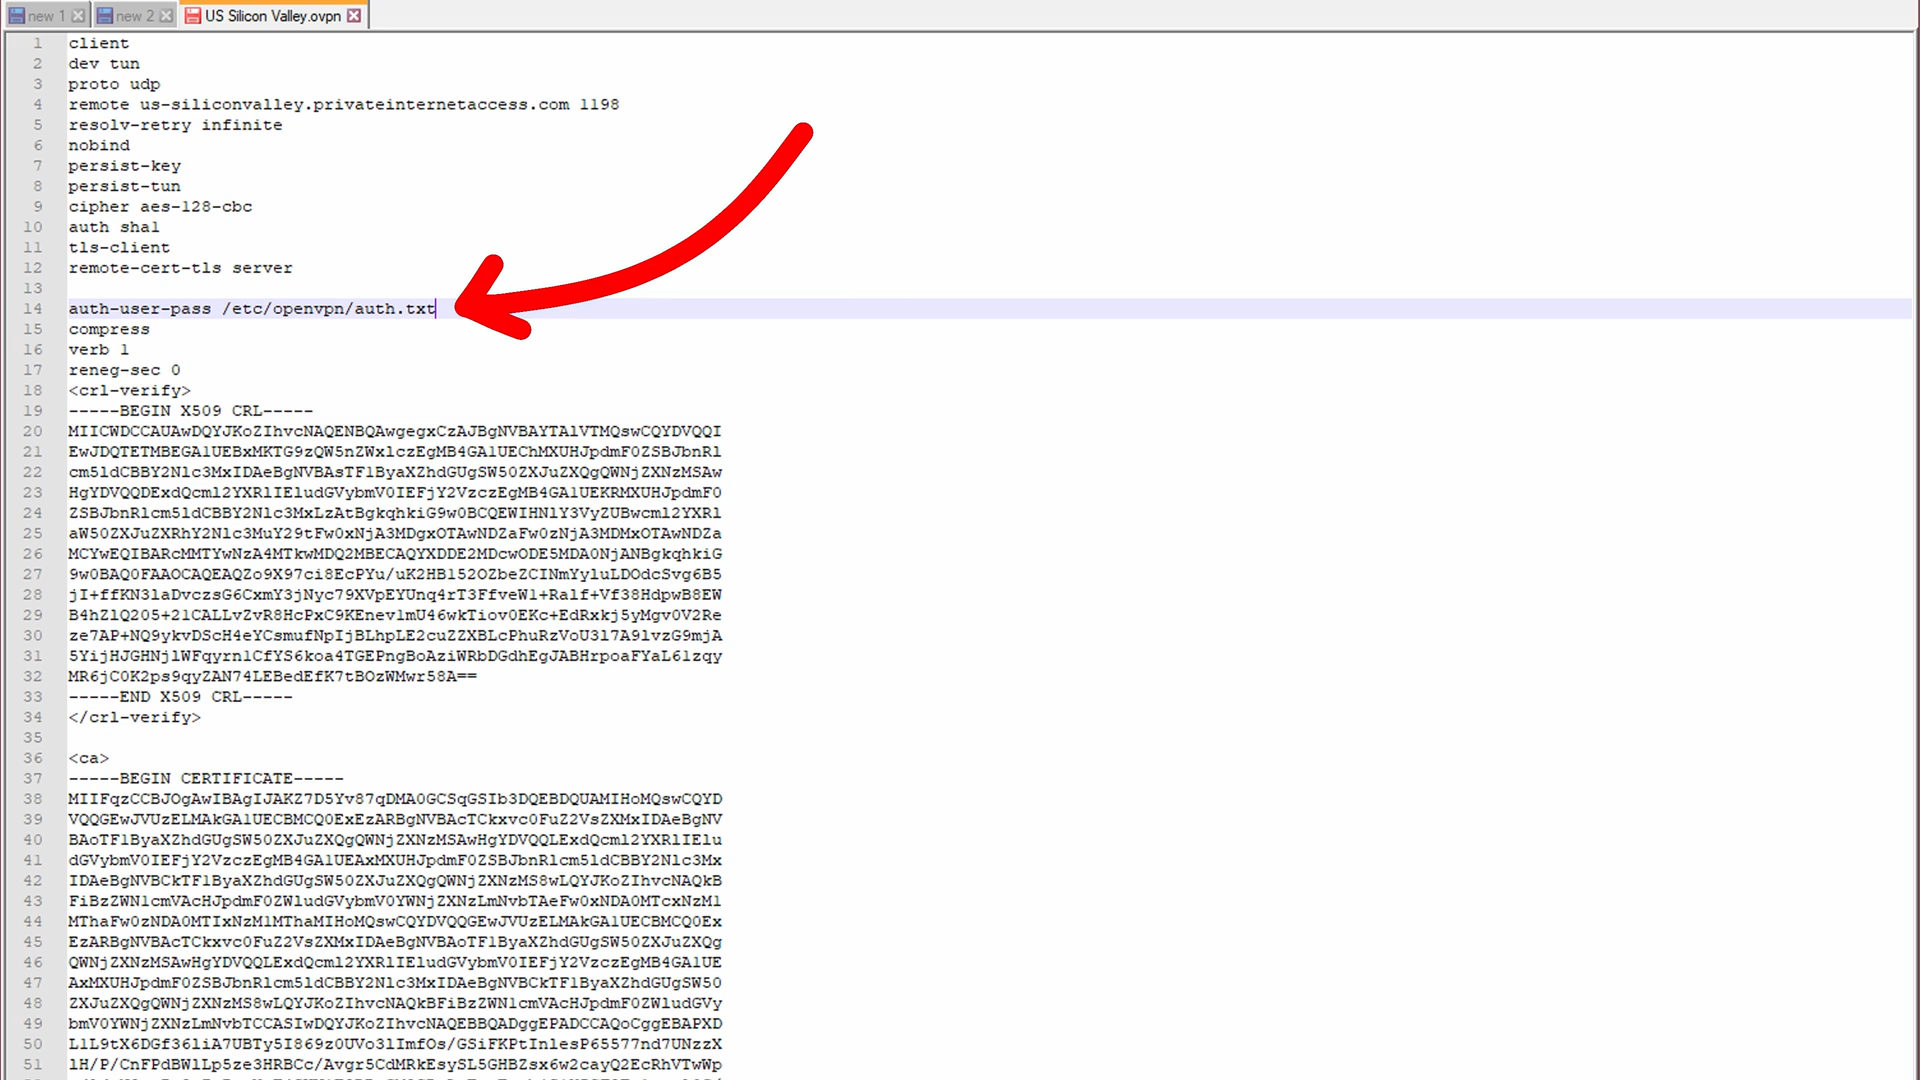 new 1
new 2
US Silicon Valley.ovpn
1 client
2 dev tun
3 proto udp
4 remote us-siliconvalley.privateinternetaccess.com 1198
5 resolv-retry infinite
6 nobind
7 persist-key
8 persist-tun
9 cipher aes-128-cbc
10 auth sha1
11 tls-client
12 remote-cert-tls server
13
14 auth-user-pass /etc/openvpn/auth.txt
15 compress
16 verb 1
17 reneg-sec 0
18 <crl-verify>
19 -----BEGIN X509 CRL-----
20 MIICWDCCAUAwDQYJKoZIhvcNAQENBQAwgegxCzAJBgNVBAYTAlVTMQswCQYDVQQI
21 EwJDQTETMBEGA1UEBxMKTG9zQW5nZWxlczEgMB4GA1UEChMXUHJpdmF0ZSBJbnRl
22 cm5ldCBBY2Nlc3MxIDAeBgNVBAsTF1ByaXZhdGUgSW50ZXJuZXQgQWNjZXNzMSAw
23 HgYDVQQDExdQcml2YXRlIEludGVybmV0IEFjY2VzczEgMB4GA1UEKRMXUHJpdmF0
24 ZSBJbnRlcm5ldCBBY2Nlc3MxLzAtBgkqhkiG9w0BCQEWIHNlY3VyZUBwcml2YXRl
25 aW50ZXJuZXRhY2Nlc3MuY29tFw0xNjA3MDgxOTAwNDZaFw0zNjA3MDMxOTAwNDZa
26 MCYwEQIBARcMMTYwNzA4MTkwMDQ2MBECAQYXDDE2MDcwODE5MDA0NjANBgkqhkiG
27 9w0BAQ0FAAOCAQEAQZo9X97ci8EcPYu/uK2HB152OZbeZCINmYyluLDOdcSvg6B5
28 jI+ffKN3laDvczsG6CxmY3jNyc79XVpEYUnq4rT3FfveW1+Ralf+Vf38HdpwB8EW
29 B4hZlQ205+21CALLvZvR8HcPxC9KEnev1mU46wkTiov0EKc+EdRxkj5yMgv0V2Re
30 ze7AP+NQ9ykvDScH4eYCsmufNpIjBLhpLE2cuZZXBLcPhuRzVoU3l7A9lvzG9mjA
31 5YijHJGHNjlWFqyrn1CfYS6koa4TGEPngBoAziWRbDGdhEgJABHrpoaFYaL61zqy
32 MR6jC0K2ps9qyZAN74LEBedEfK7tBOzWMwr58A==
33 -----END X509 CRL-----
34 </crl-verify>
35
36 <ca>
37 -----BEGIN CERTIFICATE-----
38 MIIFqzCCBJOgAwIBAgIJAKZ7D5Yv87qDMA0GCSqGSIb3DQEBDQUAMIHoMQswCQYD
39 VQQGEwJVUzELMAkGA1UECBMCQ0ExEzARBgNVBAcTCkxvc0FuZ2VsZXMxIDAeBgNV
40 BAoTF1ByaXZhdGUgSW50ZXJuZXQgQWNjZXNzMSAwHgYDVQQLExdQcml2YXRlIElu
41 dGVybmV0IEFjY2VzczEgMB4GA1UEAxMXUHJpdmF0ZSBJbnRlcm5ldCBBY2Nlc3Mx
42 IDAeBgNVBCkTF1ByaXZhdGUgSW50ZXJuZXQgQWNjZXNzMS8wLQYJKoZIhvcNAQkB
43 FiBzZWN1cmVAcHJpdmF0ZWludGVybmV0YWNjZXNzLmNvbTAeFw0xNDA0MTcxNzM1
44 MThaFw0zNDA0MTIxNzM1MThaMIHoMQswCQYDVQQGEwJVUzELMAkGA1UECBMCQ0Ex
45 EzARBgNVBAcTCkxvc0FuZ2VsZXMxIDAeBgNVBAoTF1ByaXZhdGUgSW50ZXJuZXQg
46 QWNjZXNzMSAwHgYDVQQLExdQcml2YXRlIEludGVybmV0IEFjY2VzczEgMB4GA1UE
47 AxMXUHJpdmF0ZSBJbnRlcm5ldCBBY2Nlc3MxIDAeBgNVBCkTF1ByaXZhdGUgSW50
48 ZXJuZXQgQWNjZXNzMS8wLQYJKoZIhvcNAQkBFiBzZWN1cmVAcHJpdmF0ZWludGVy
49 bmV0YWNjZXNzLmNvbTCCASIwDQYJKoZIhvcNAQEBBQADggEPADCCAQoCggEBAPXD
50 L1L9tX6DGf36liA7UBTy5I869z0UVo3lImfOs/GSiFKPtInlesP65577nd7UNzzX
51 lH/P/CnFPdBWlLp5ze3HRBCc/Avgr5CdMRkEsySL5GHBZsx6w2cayQ2EcRhVTwWp